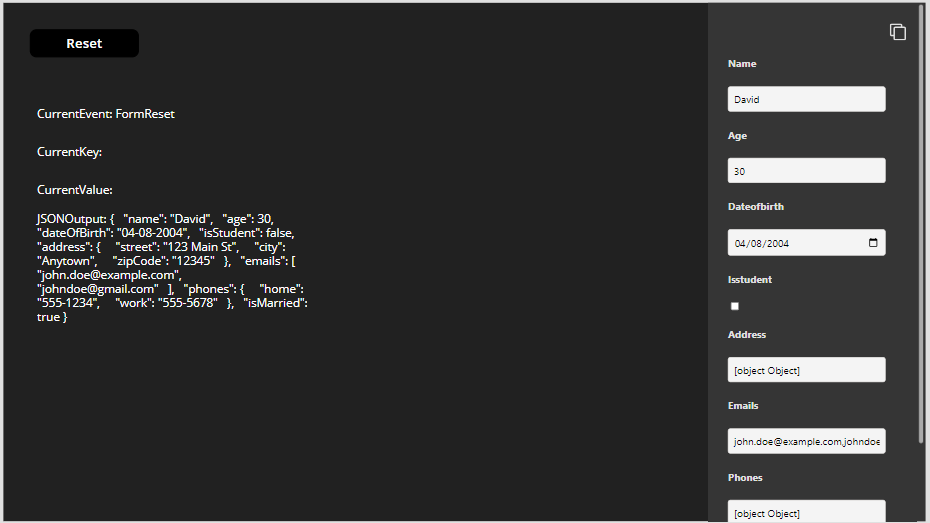 Reset
CurrentEvent: FormReset
CurrentKey:
CurrentValue:
JSONOutput: {   "name": "David",   "age": 30,
"dateOfBirth": "04-08-2004",   "isStudent": false,
"address": {     "street": "123 Main St",     "city":
"Anytown",     "zipCode": "12345"   },   "emails": [
"john.doe@example.com",
"johndoe@gmail.com"   ],   "phones": {     "home":
"555-1234",     "work": "555-5678"   },   "isMarried":
true }
Name
David
Age
30
Dateofbirth
04/08/2004
Isstudent
Address
[object Object]
Emails
john.doe@example.com,johndoe
Phones
[object Object]